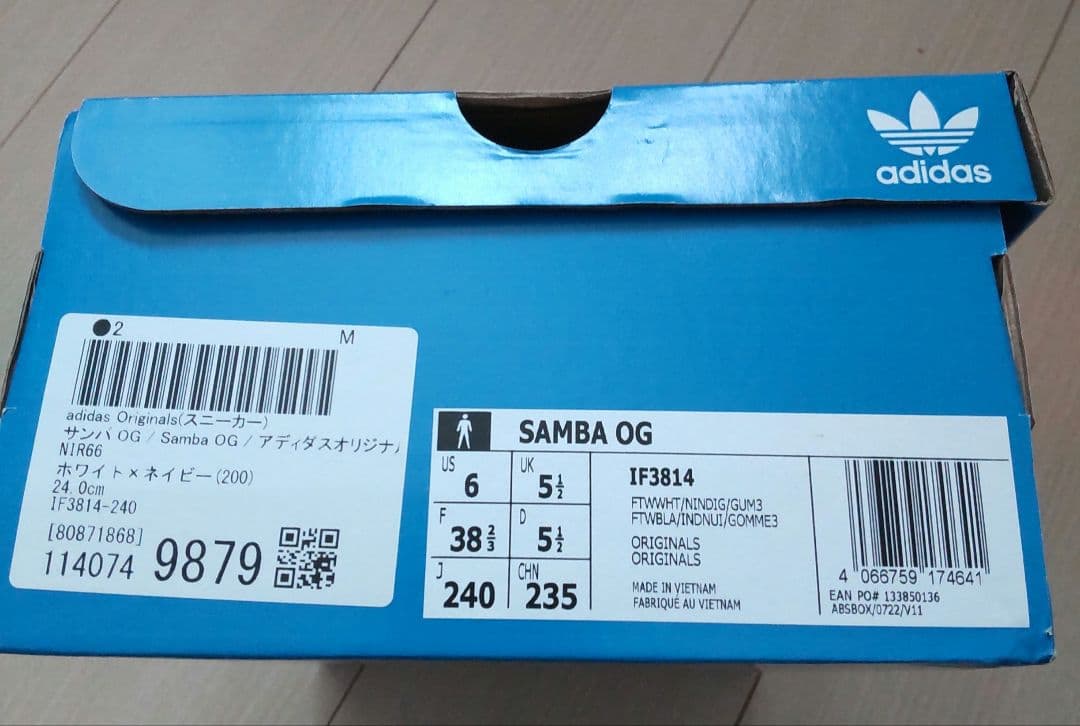 adidas
●2
M
adidas Originals(スニーカー)
サンバ OG / Samba OG / アディダスオリジナ
NIR66
ホワイト×ネイビー(200)
24.0cm
IF3814-240
[80871868]
114074 9879
SAMBA OG
US 6
UK 5½
F 38⅔
D 5½
J 240
CHN 235
IF3814
FTWWHT/NINDIG/GUM3
FTWBLA/INDNUI/GOMME3
ORIGINALS
ORIGINALS
MADE IN VIETNAM
FABRIQUÉ AU VIETNAM
4 066759 174641
EAN PO# 133850136
ABSBOX/0722/V11